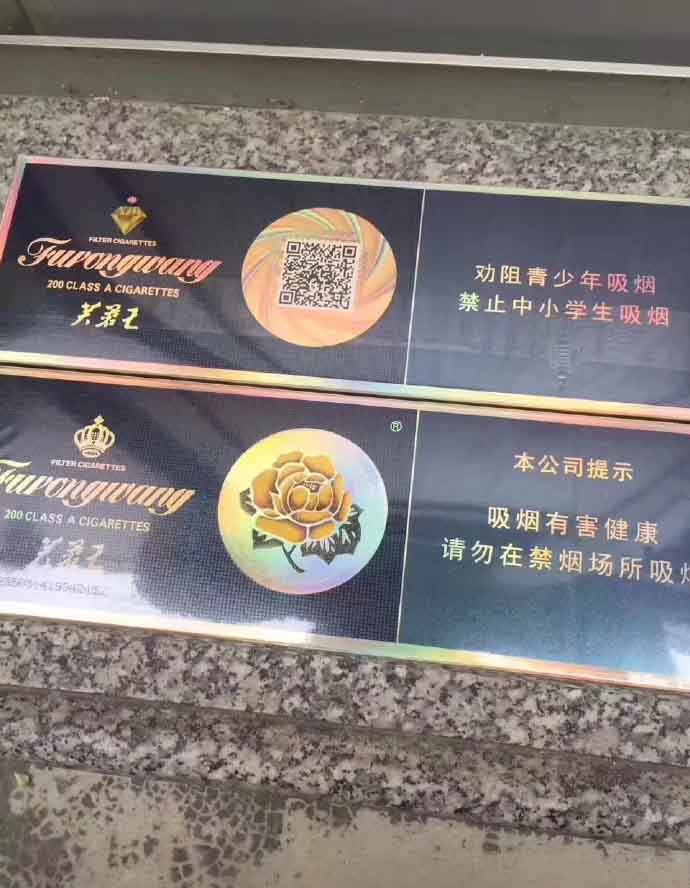 FILTER CIGARETTES
Furongwang
200 CLASS A CIGARETTES
芙蓉王
劝阻青少年吸烟
禁止中小学生吸烟
®
FILTER CIGARETTES
Furongwang
200 CLASS A CIGARETTES
芙蓉王
本公司提示
吸烟有害健康
请勿在禁烟场所吸烟